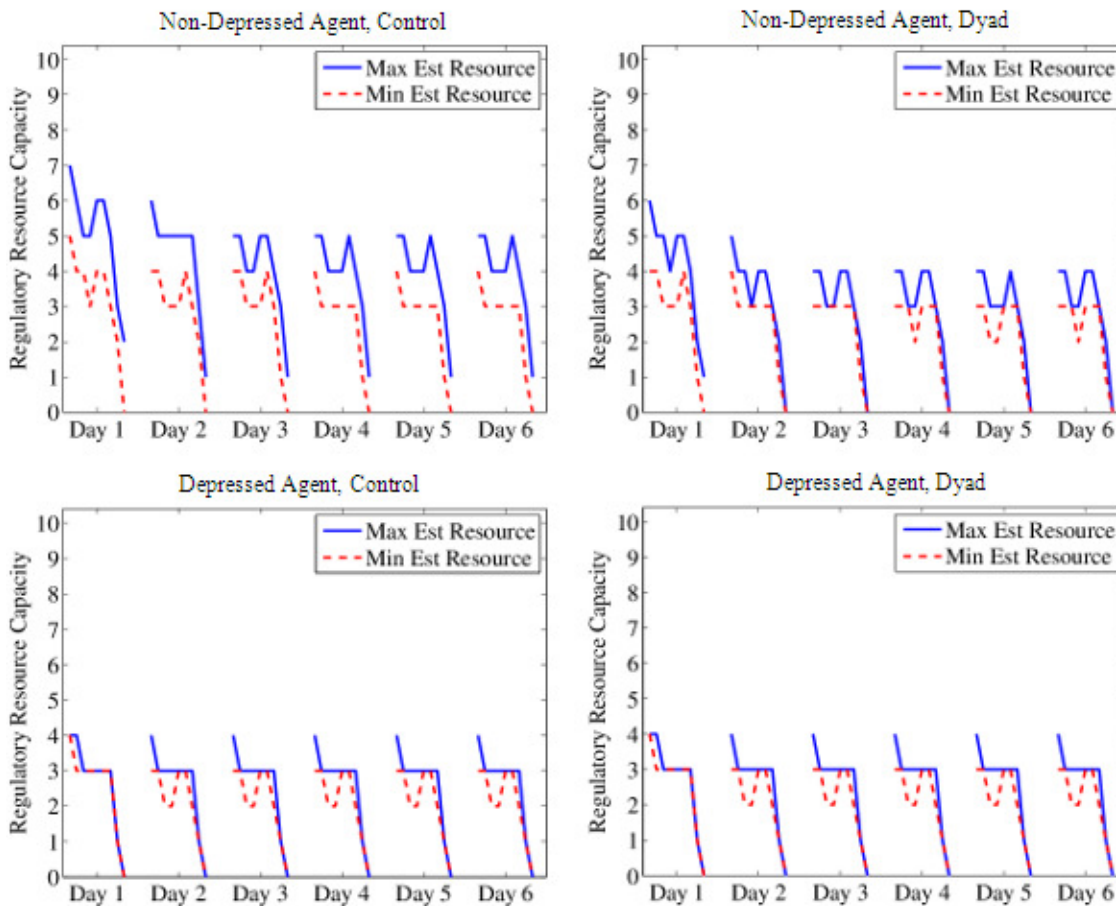 Non-Depressed Agent, Control
Max Est Resource
Min Est Resource
Regulatory Resource Capacity
10
9
8
7
6
5
4
3
2
1
0
Day 1 Day 2 Day 3 Day 4 Day 5 Day 6
Non-Depressed Agent, Dyad
Max Est Resource
Min Est Resource
Regulatory Resource Capacity
10
9
8
7
6
5
4
3
2
1
0
Day 1 Day 2 Day 3 Day 4 Day 5 Day 6
Depressed Agent, Control
Max Est Resource
Min Est Resource
Regulatory Resource Capacity
10
9
8
7
6
5
4
3
2
1
0
Day 1 Day 2 Day 3 Day 4 Day 5 Day 6
Depressed Agent, Dyad
Max Est Resource
Min Est Resource
Regulatory Resource Capacity
10
9
8
7
6
5
4
3
2
1
0
Day 1 Day 2 Day 3 Day 4 Day 5 Day 6